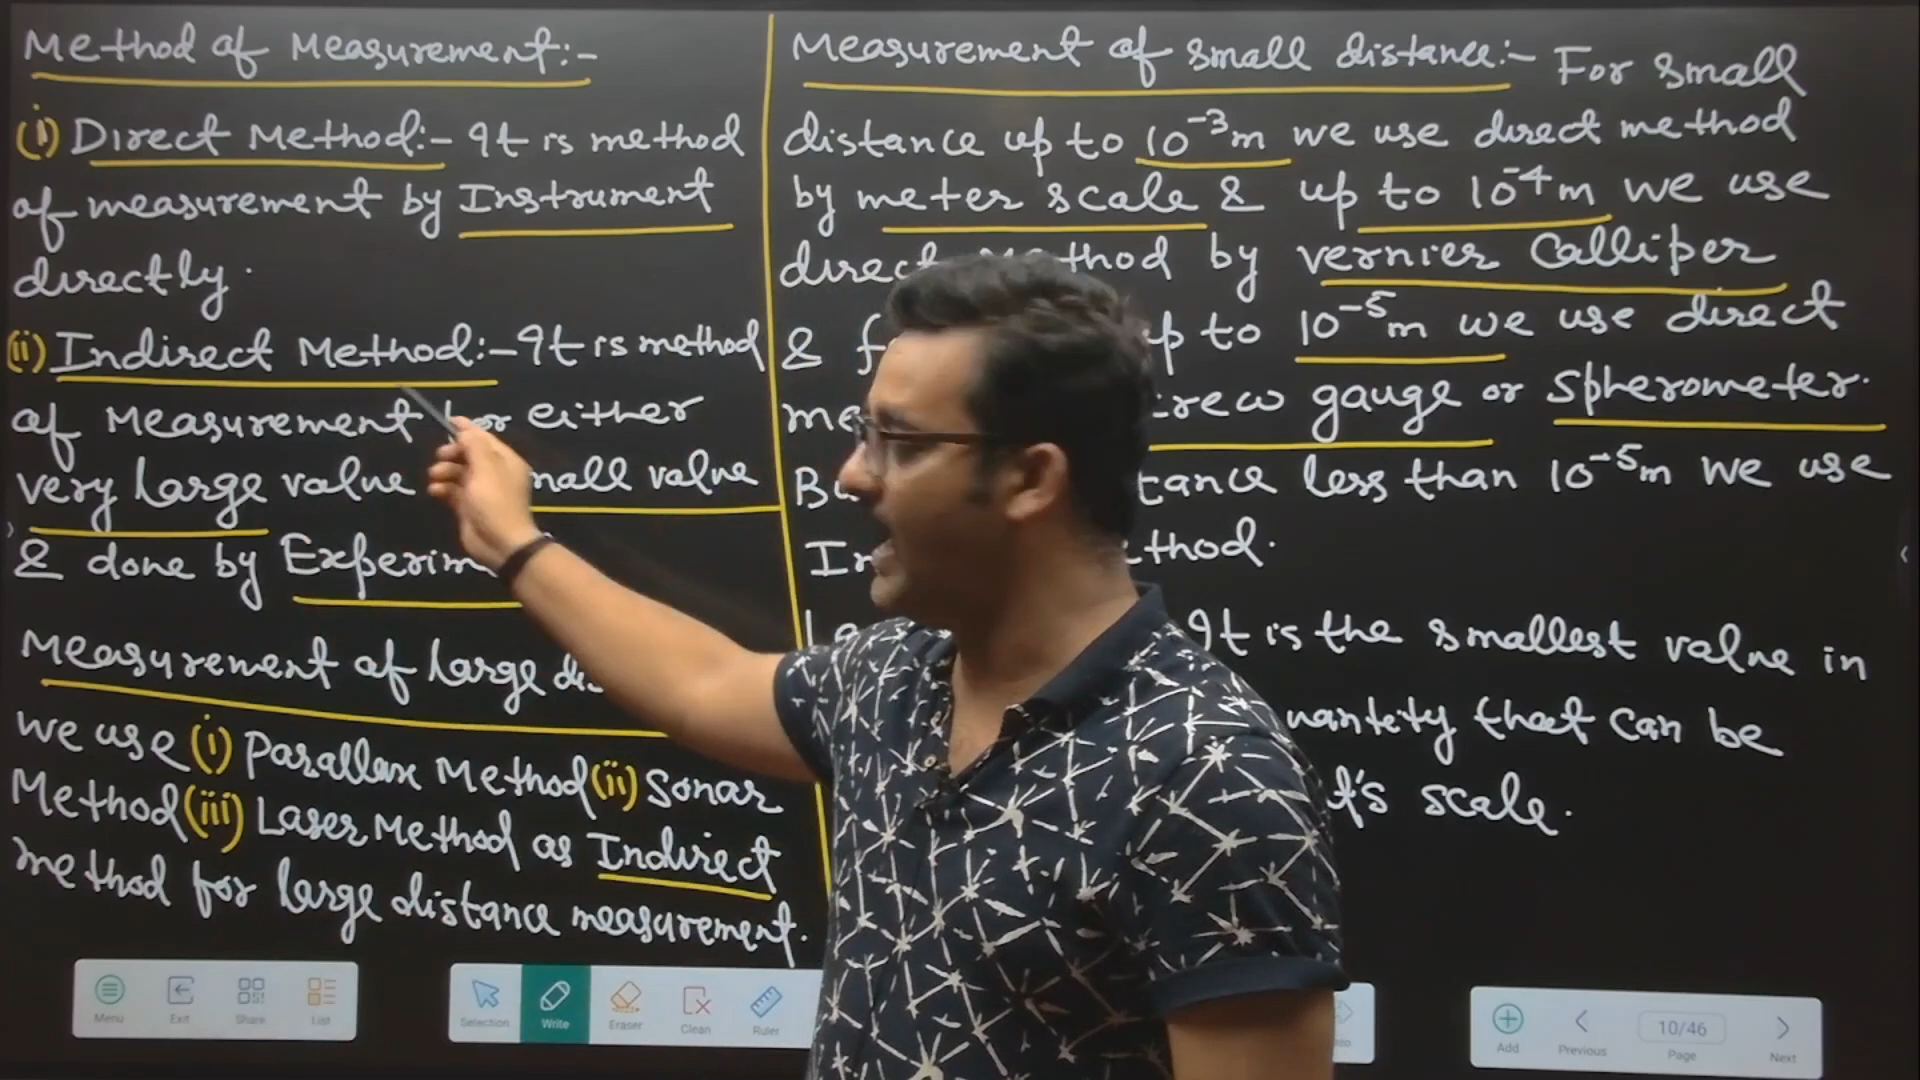 Method of Measurement:-
(i) Direct Method:- It is method
of measurement by Instrument
directly.
(ii) Indirect Method:- It is method
of Measurement for either
very large value small value
& done by
Measurement of large
we use (i) Parallax Method (ii) Sonar
Method (iii) Laser Method as Indirect
method for large distance measurement.
Measurement of small distance:- For small
distance up to 10⁻³m we use direct method
by meter scale & up to 10⁻⁴m we use
direct method by vernier Calliper
& up to 10⁻⁵m we use direct
gauge or Spherometer.
less than 10⁻⁵m we use
It is the smallest value in
that can be
scale.
Menu Exit Share List
Selection Write Eraser Clean Ruler
Add Previous 10/46 Page Next